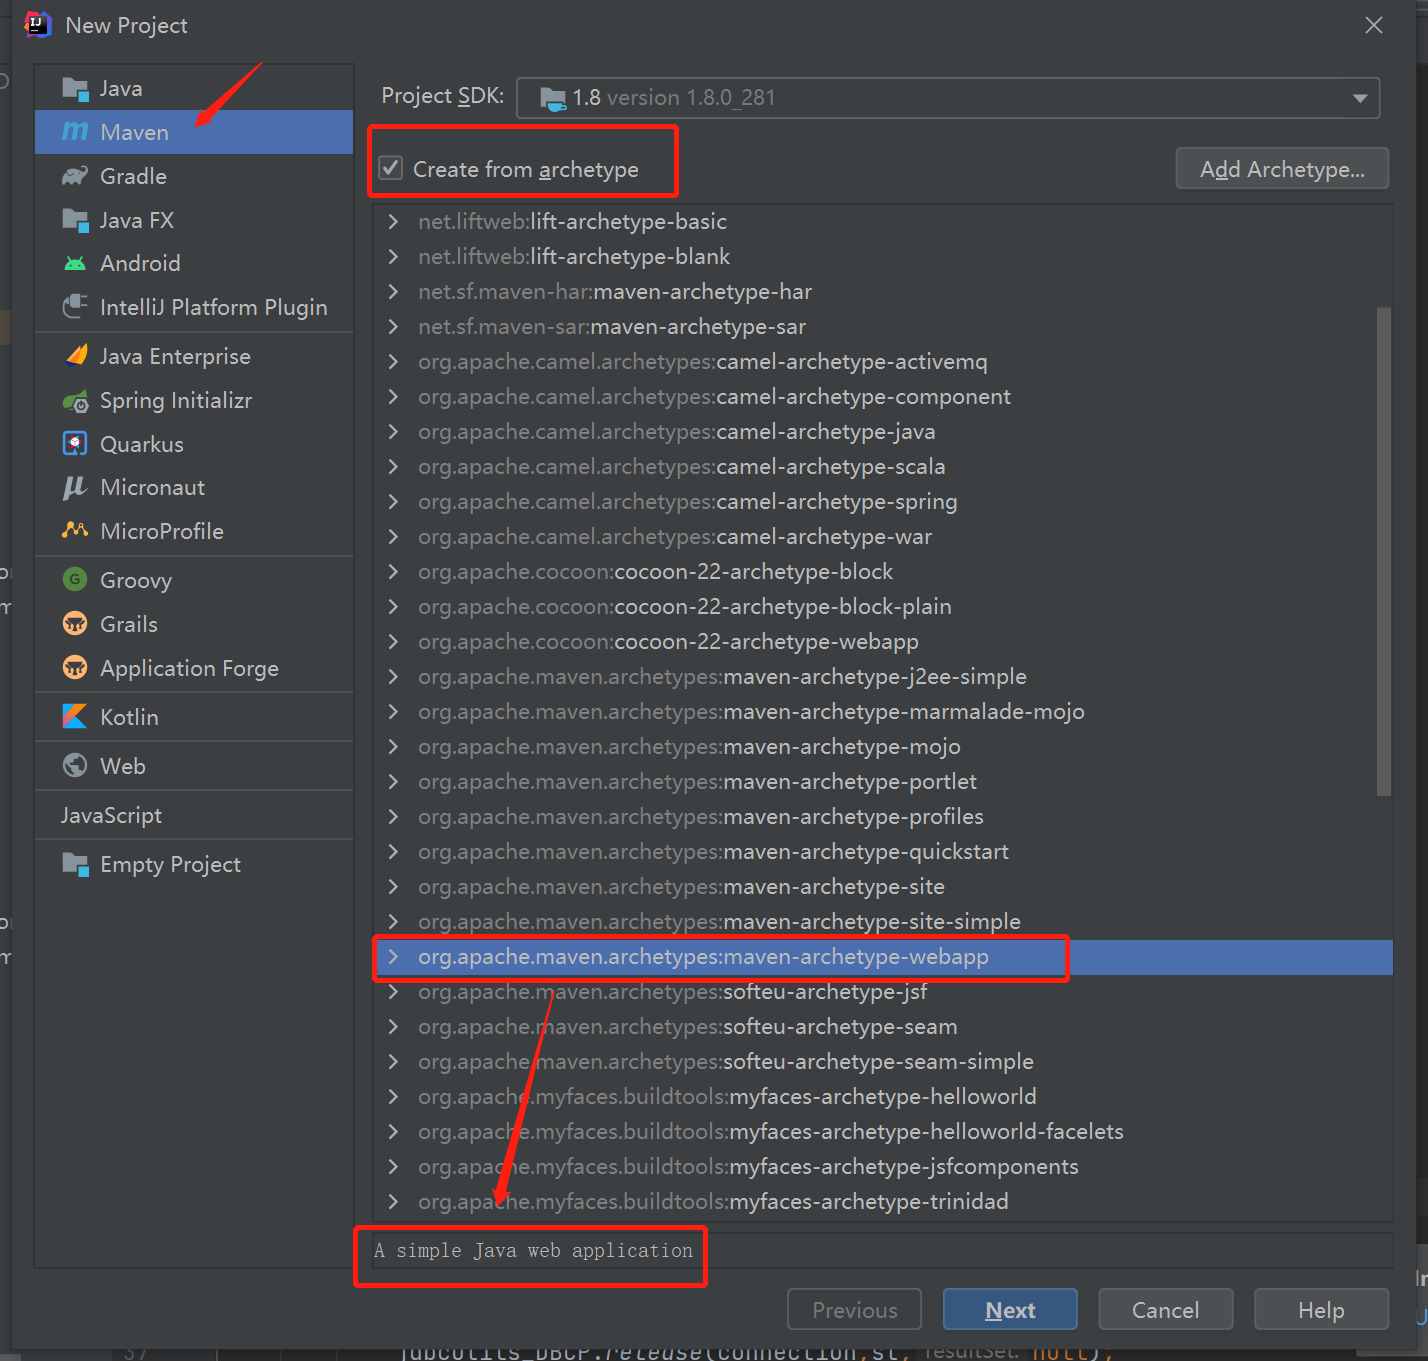 New Project
Java
Maven
Gradle
Java FX
Android
IntelliJ Platform Plugin
Java Enterprise
Spring Initializr
Quarkus
Micronaut
MicroProfile
Groovy
Grails
Application Forge
Kotlin
Web
JavaScript
Empty Project
Project SDK: 1.8 version 1.8.0_281
Create from archetype
Add Archetype...
net.liftweb:lift-archetype-basic
net.liftweb:lift-archetype-blank
net.sf.maven-har:maven-archetype-har
net.sf.maven-sar:maven-archetype-sar
org.apache.camel.archetypes:camel-archetype-activemq
org.apache.camel.archetypes:camel-archetype-component
org.apache.camel.archetypes:camel-archetype-java
org.apache.camel.archetypes:camel-archetype-scala
org.apache.camel.archetypes:camel-archetype-spring
org.apache.camel.archetypes:camel-archetype-war
org.apache.cocoon:cocoon-22-archetype-block
org.apache.cocoon:cocoon-22-archetype-block-plain
org.apache.cocoon:cocoon-22-archetype-webapp
org.apache.maven.archetypes:maven-archetype-j2ee-simple
org.apache.maven.archetypes:maven-archetype-marmalade-mojo
org.apache.maven.archetypes:maven-archetype-mojo
org.apache.maven.archetypes:maven-archetype-portlet
org.apache.maven.archetypes:maven-archetype-profiles
org.apache.maven.archetypes:maven-archetype-quickstart
org.apache.maven.archetypes:maven-archetype-site
org.apache.maven.archetypes:maven-archetype-site-simple
org.apache.maven.archetypes:maven-archetype-webapp
org.apache.maven.archetypes:softeu-archetype-jsf
org.apache.maven.archetypes:softeu-archetype-seam
org.apache.maven.archetypes:softeu-archetype-seam-simple
org.apache.myfaces.buildtools:myfaces-archetype-helloworld
org.apache.myfaces.buildtools:myfaces-archetype-helloworld-facelets
org.apache.myfaces.buildtools:myfaces-archetype-jsfcomponents
org.apache.myfaces.buildtools:myfaces-archetype-trinidad
A simple Java web application
Previous Next Cancel Help
37